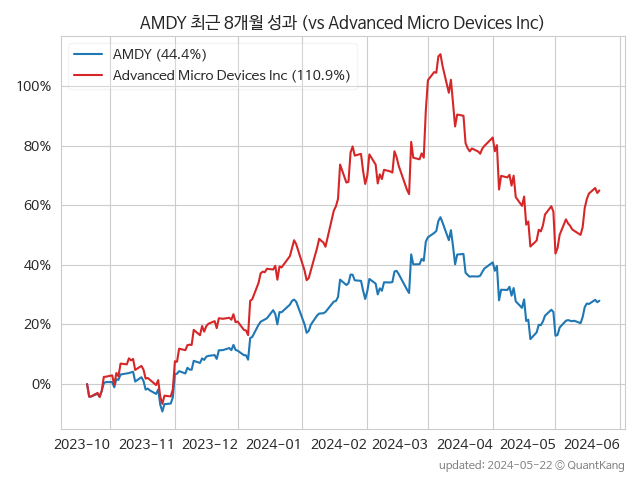 AMDY 최근 8개월 성과 (vs Advanced Micro Devices Inc)
AMDY (44.4%)
Advanced Micro Devices Inc (110.9%)
100%
80%
60%
40%
20%
0%
2023-10 2023-11 2023-12 2024-01 2024-02 2024-03 2024-04 2024-05 2024-06
updated: 2024-05-22 © QuantKang